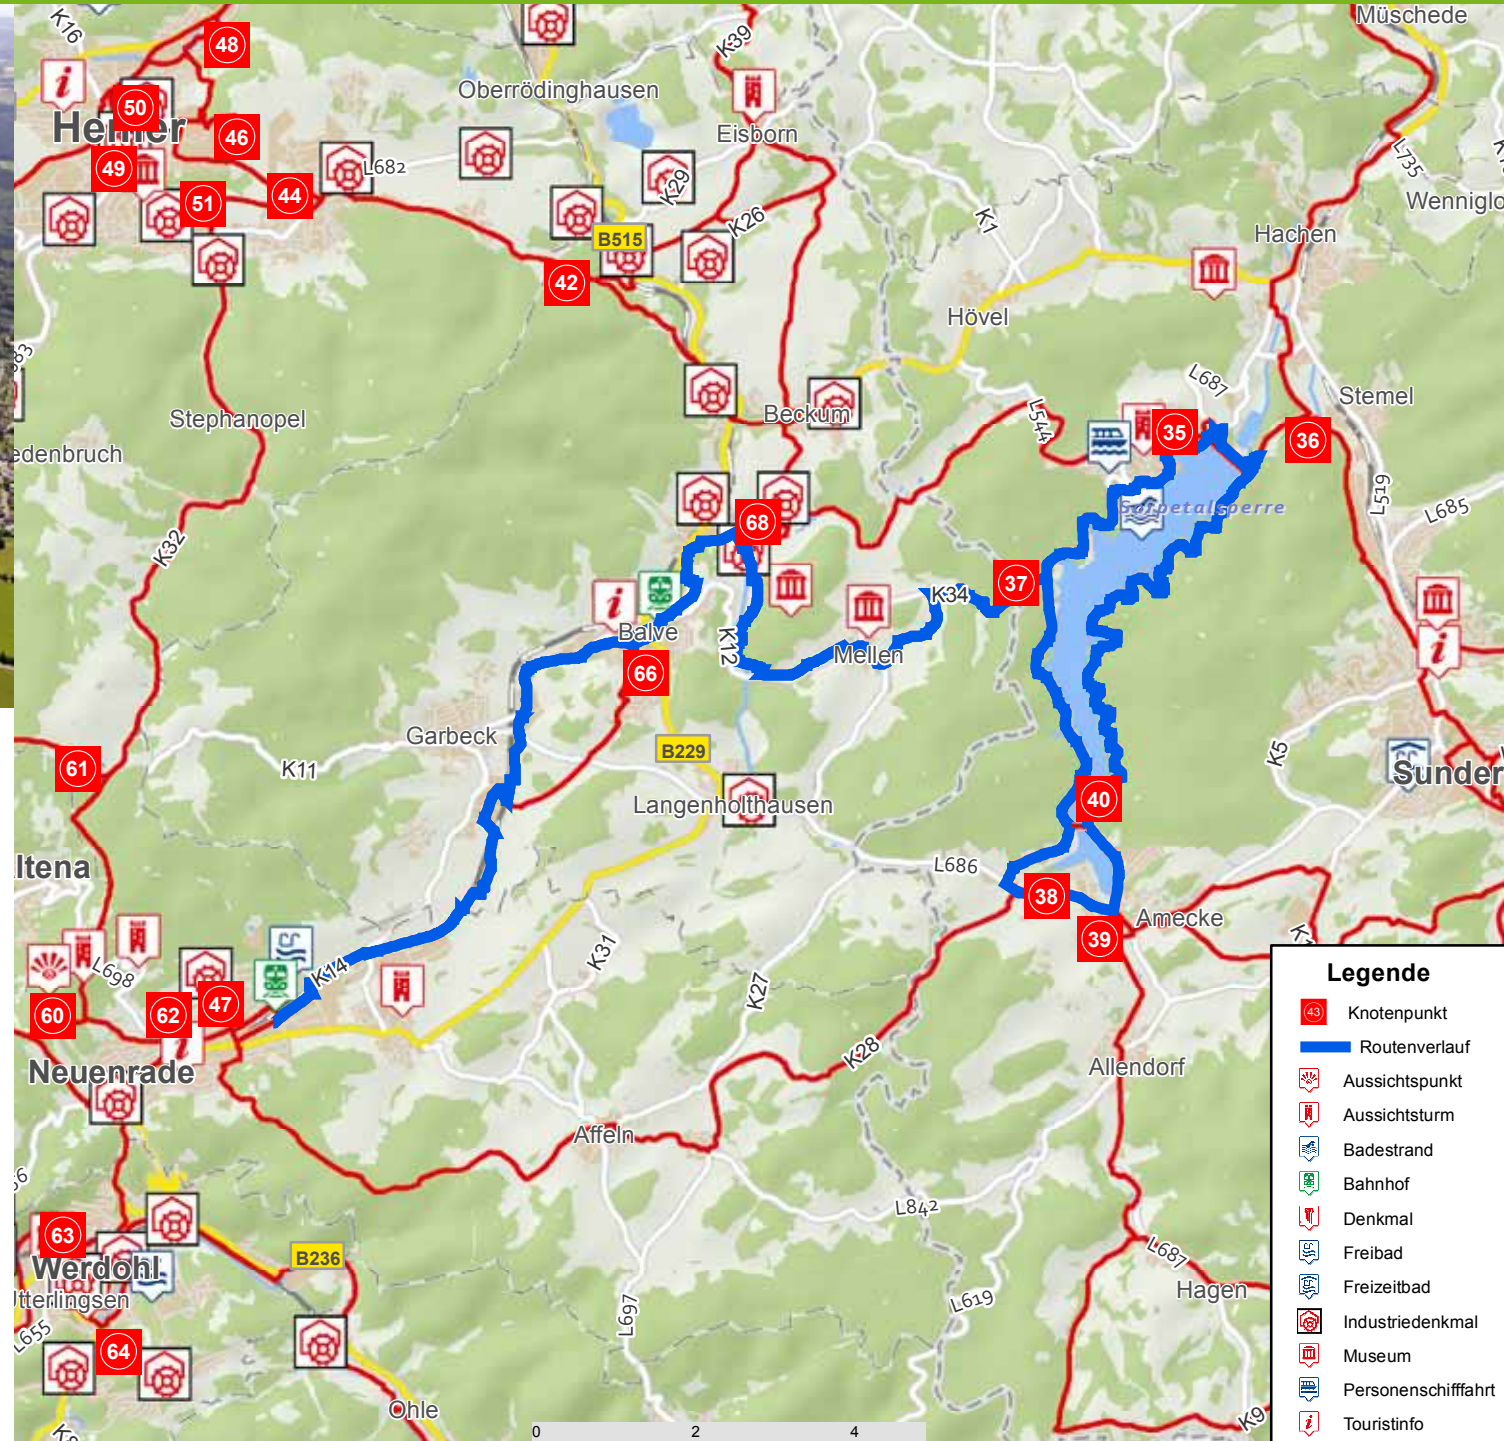 Müschede
K16
48
K39
Oberrödinghausen
50
Hemer
46
Eisborn
L735
49
L682
K29
51
44
K26
K1
Wenniglo
B515
Hachen
42
Hövel
L687
Stemel
Stephanopel
Beckum
L544
35
36
edenbruch
Sorpetalsperre
L519
L685
68
K32
37
K34
Balve
K12
Mellen
66
Garbeck
B229
K5
61
K11
Sunder
Langenholthausen
40
ltena
L686
38
Amecke
39
K31
L698
K14
K27
60
62
47
K28
Neuenrade
Allendorf
Affeln
L842
63
L687
Werdohl
B236
Hagen
Utterlingsen
L619
L697
L655
64
Ohle
K9
0 2 4
Legende
43 Knotenpunkt
Routenverlauf
Aussichtspunkt
Aussichtsturm
Badestrand
Bahnhof
Denkmal
Freibad
Freizeitbad
Industriedenkmal
Museum
Personenschifffahrt
Touristinfo